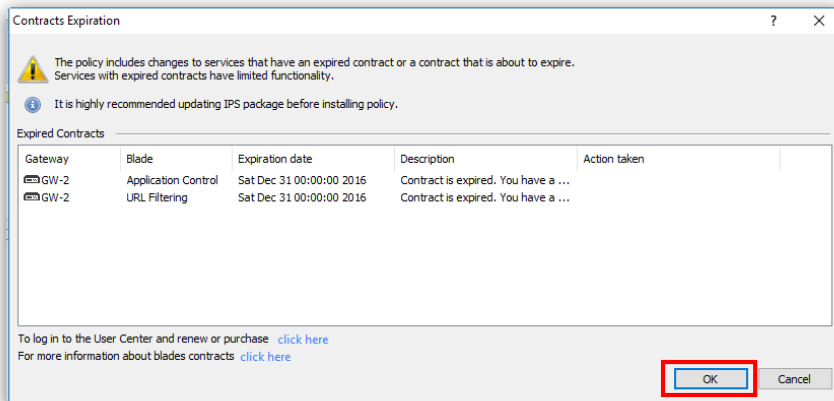 Contracts Expiration
? ×
The policy includes changes to services that have an expired contract or a contract that is about to expire.
Services with expired contracts have limited functionality.
It is highly recommended updating IPS package before installing policy.
Expired Contracts
Gateway Blade Expiration date Description Action taken
GW-2 Application Control Sat Dec 31 00:00:00 2016 Contract is expired. You have a ...
GW-2 URL Filtering Sat Dec 31 00:00:00 2016 Contract is expired. You have a ...
To log in to the User Center and renew or purchase click here
For more information about blades contracts click here
OK Cancel